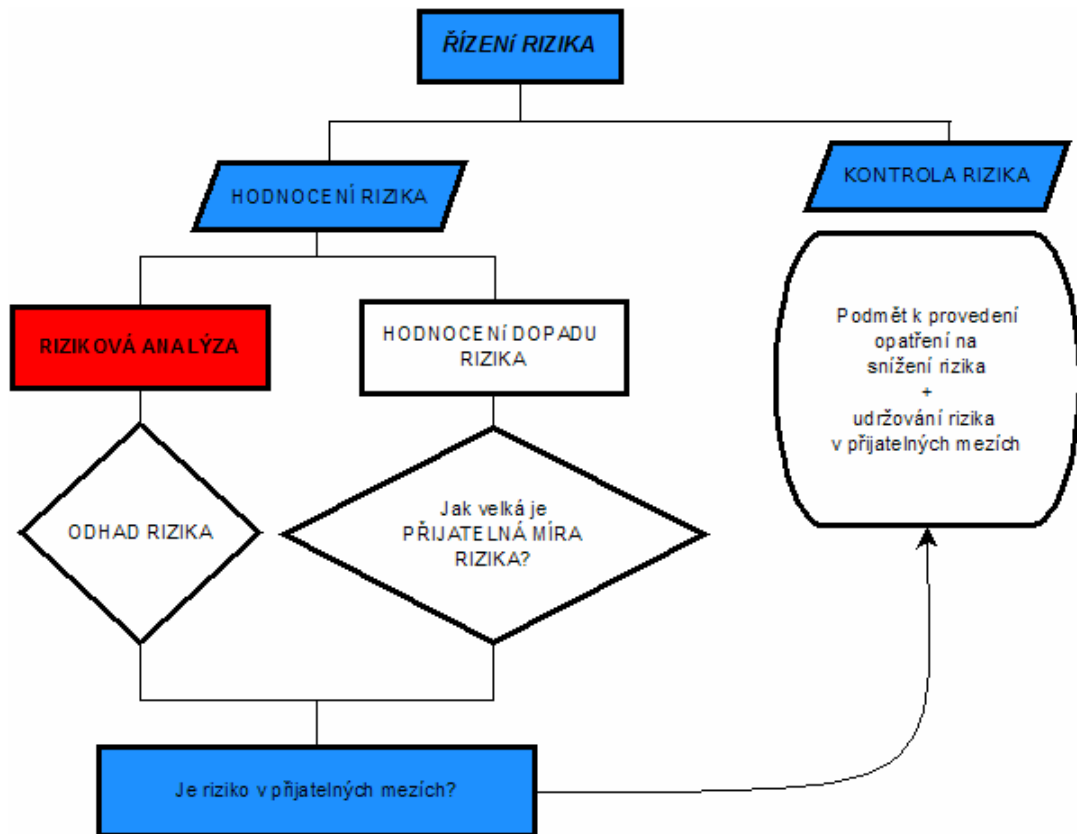 ŘÍZENí RIZIKA
HODNOCENÍ RIZIKA
KONTROLA RIZIKA
RIZIKOVÁ ANALÝZA
HODNOCENí DOPADU
RIZIKA
Podmět k provedení
opatření na
snížení rizika
+
udržování rizika
v přijatelných mezích
ODHAD RIZIKA
Jak velká je
PŘIJATELNÁ MÍRA
RIZIKA?
Je riziko v přijatelných mezích?